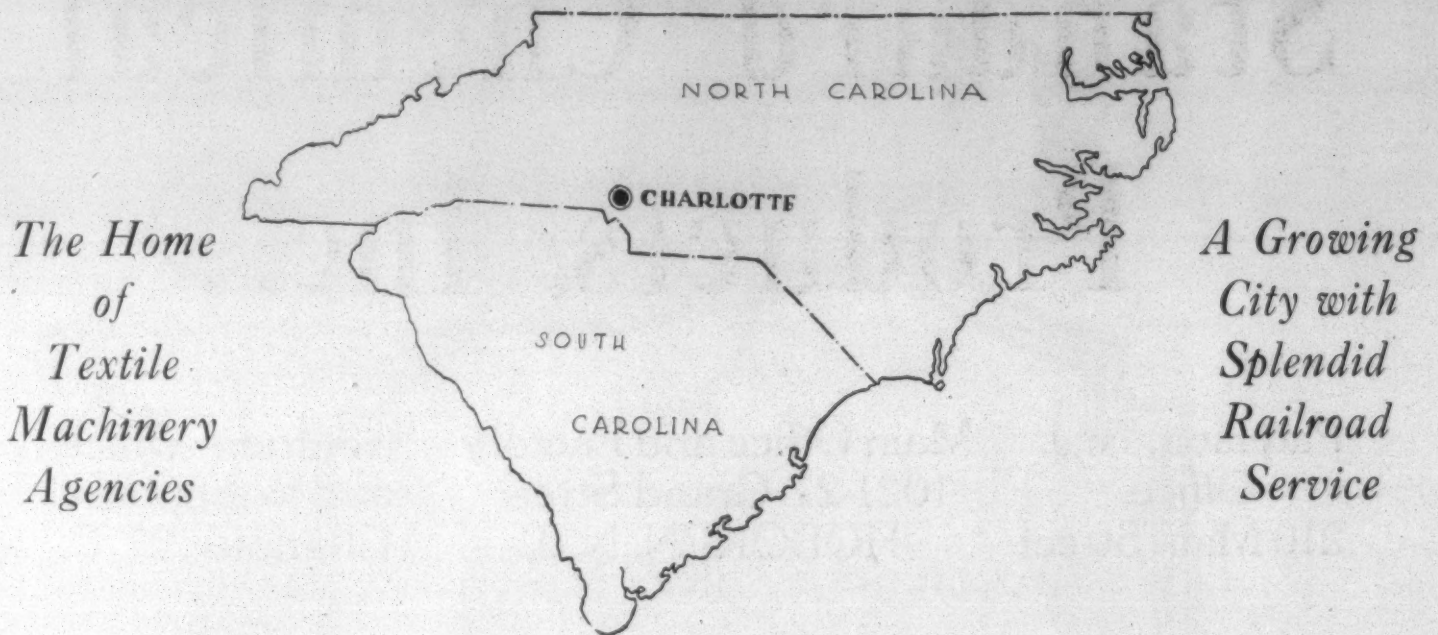 NORTH CAROLINA
CHARLOTTE
SOUTH
CAROLINA
The Home
of
Textile
Machinery
Agencies
A Growing
City with
Splendid
Railroad
Service